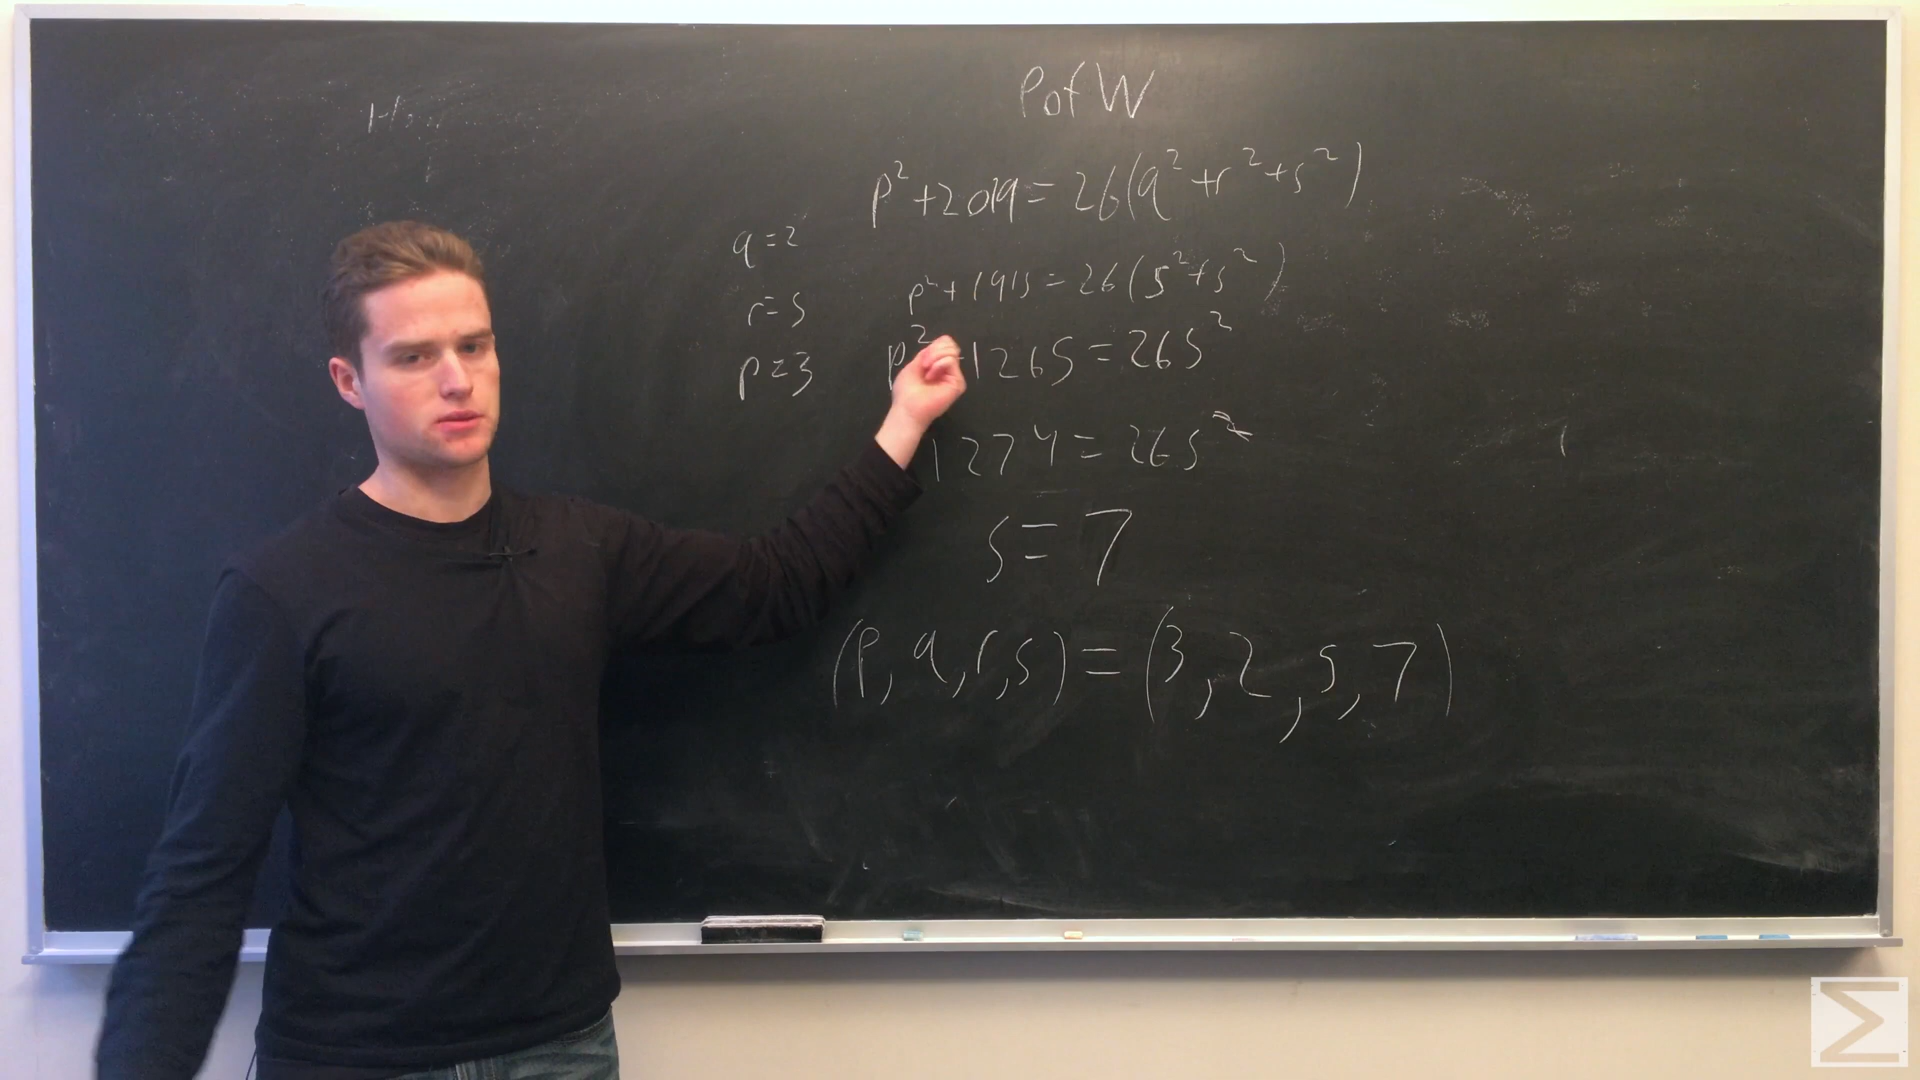 PofW
p²+2019=26(q²+r²+s²)
q=2
p²+1915=26(5²+s²)
r=5
p²+1265=26s²
p=3
1274=26s²
s=7
(p,q,r,s)=(3,2,5,7)
Σ